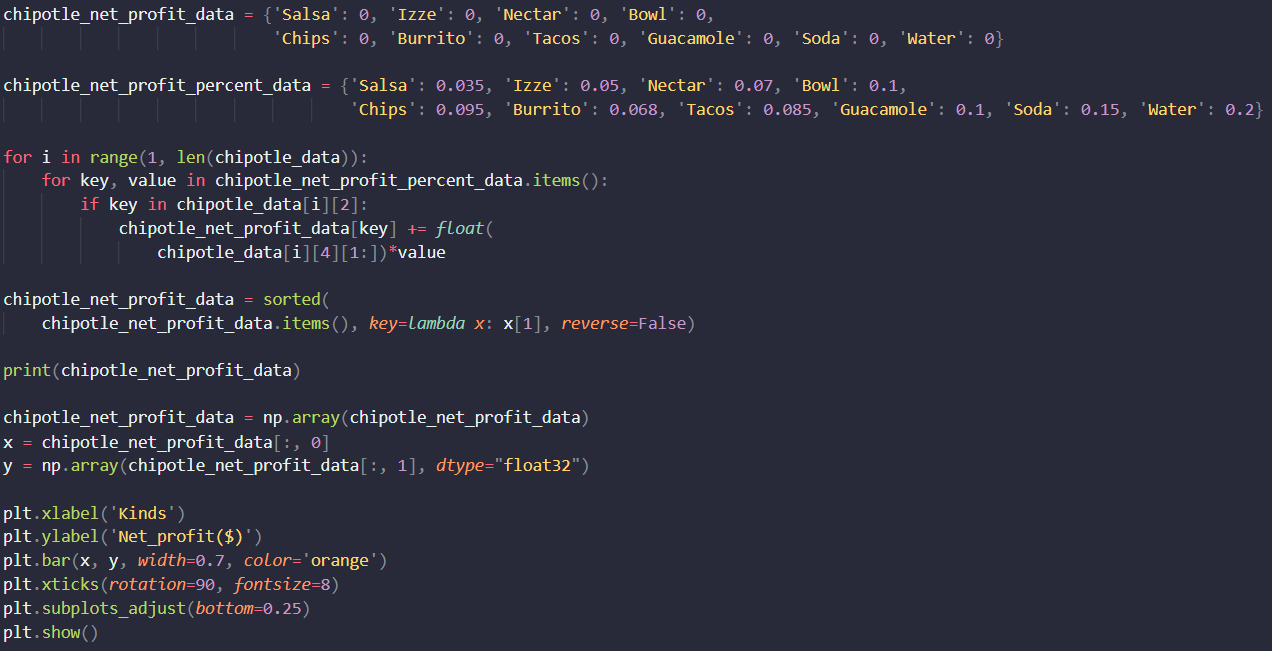 chipotle_net_profit_data = {'Salsa': 0, 'Izze': 0, 'Nectar': 0, 'Bowl': 0,
                            'Chips': 0, 'Burrito': 0, 'Tacos': 0, 'Guacamole': 0, 'Soda': 0, 'Water': 0}

chipotle_net_profit_percent_data = {'Salsa': 0.035, 'Izze': 0.05, 'Nectar': 0.07, 'Bowl': 0.1,
                                    'Chips': 0.095, 'Burrito': 0.068, 'Tacos': 0.085, 'Guacamole': 0.1, 'Soda': 0.15, 'Water': 0.2}

for i in range(1, len(chipotle_data)):
    for key, value in chipotle_net_profit_percent_data.items():
        if key in chipotle_data[i][2]:
            chipotle_net_profit_data[key] += float(
                chipotle_data[i][4][1:])*value

chipotle_net_profit_data = sorted(
    chipotle_net_profit_data.items(), key=lambda x: x[1], reverse=False)

print(chipotle_net_profit_data)

chipotle_net_profit_data = np.array(chipotle_net_profit_data)
x = chipotle_net_profit_data[:, 0]
y = np.array(chipotle_net_profit_data[:, 1], dtype="float32")

plt.xlabel('Kinds')
plt.ylabel('Net_profit($)')
plt.bar(x, y, width=0.7, color='orange')
plt.xticks(rotation=90, fontsize=8)
plt.subplots_adjust(bottom=0.25)
plt.show()